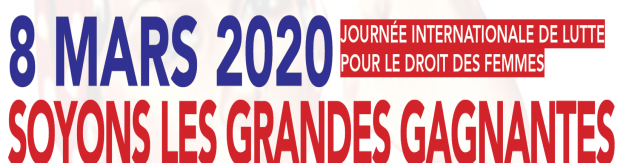 8 MARS 2020
JOURNÉE INTERNATIONALE DE LUTTE
POUR LE DROIT DES FEMMES
SOYONS LES GRANDES GAGNANTES